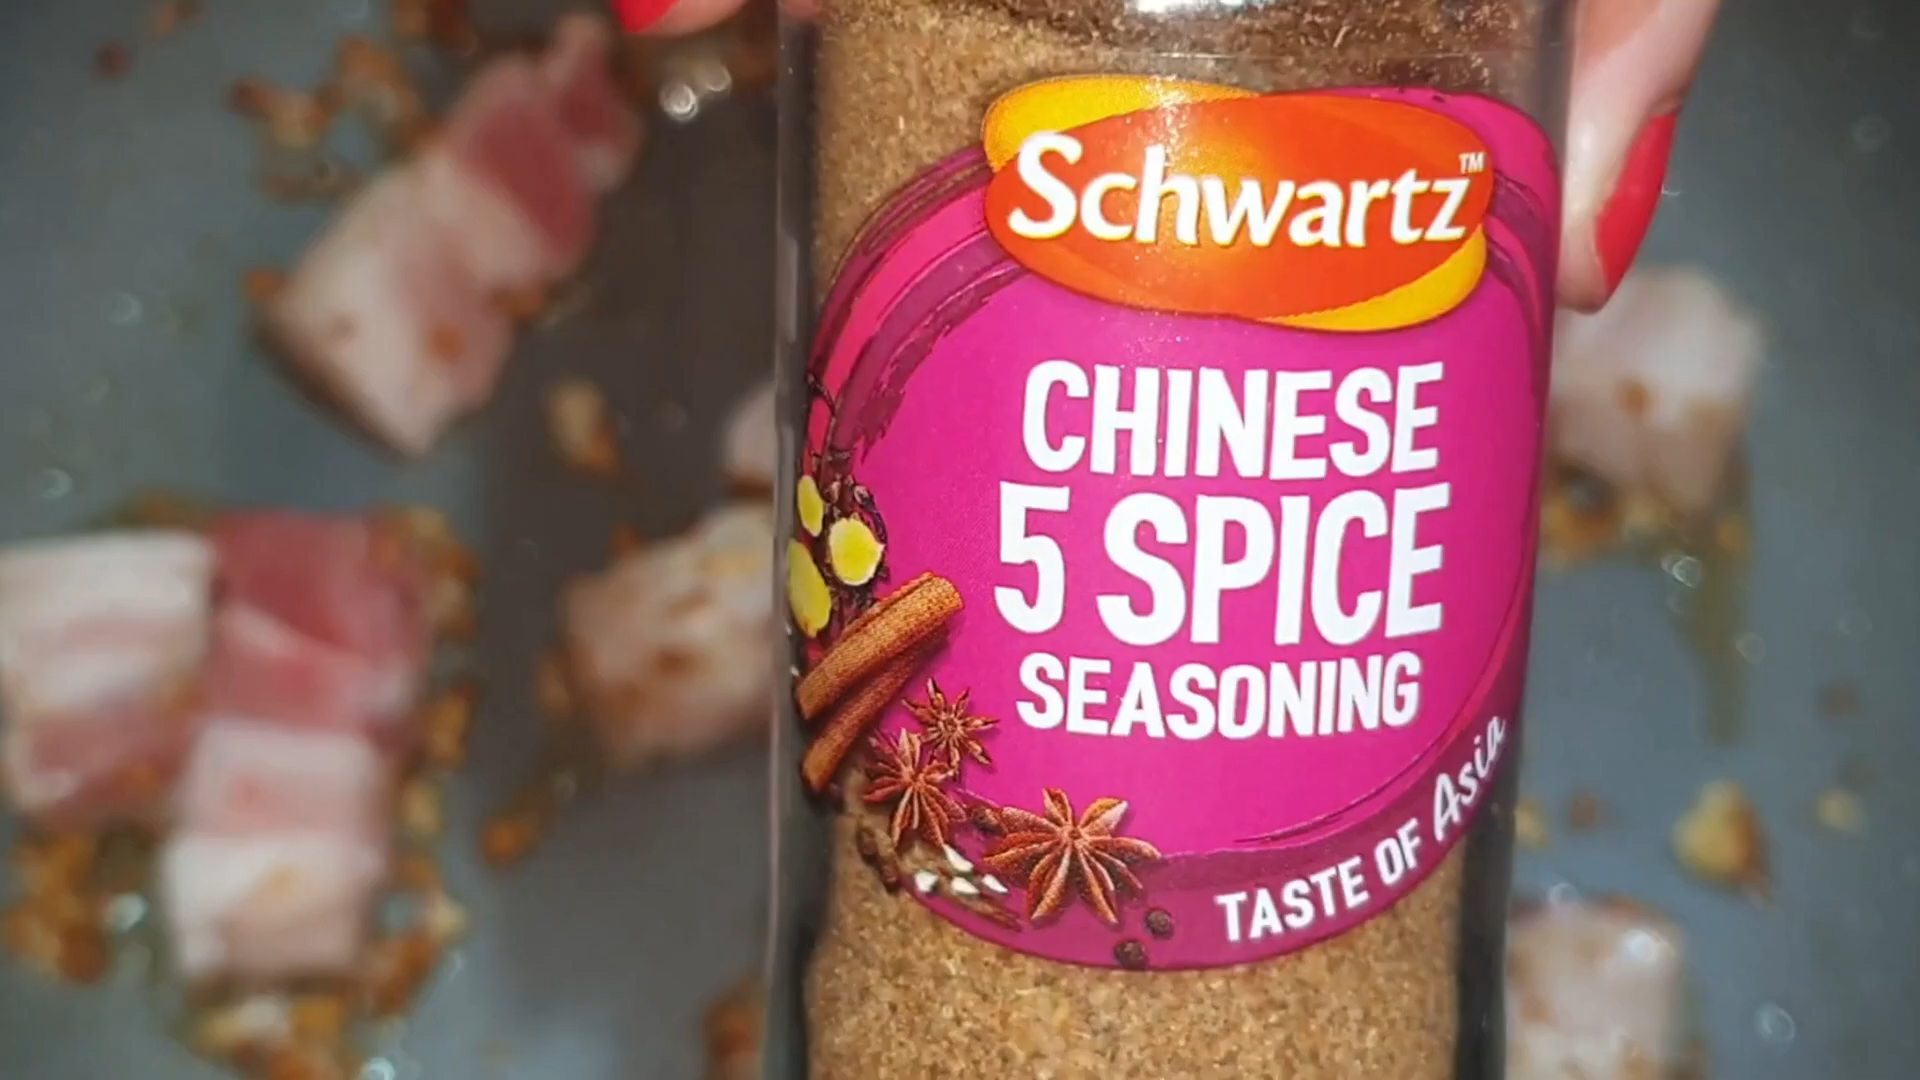 Schwartz™
CHINESE
5 SPICE
SEASONING
TASTE OF Asia